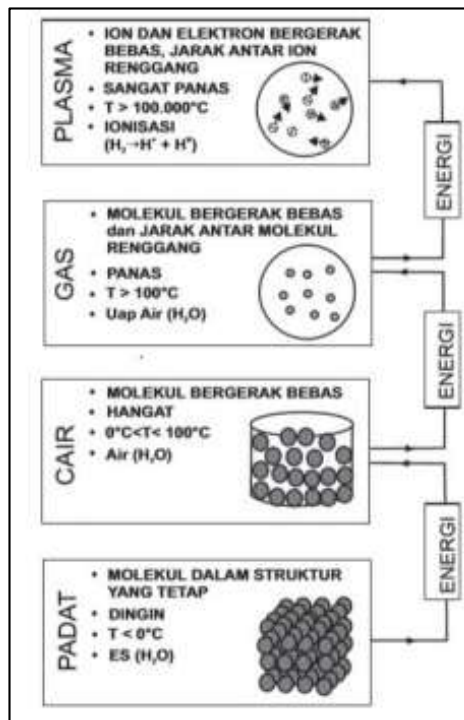 PLASMA
• ION DAN ELEKTRON BERGERAK
BEBAS, JARAK ANTAR ION
RENGGANG
• SANGAT PANAS
• T > 100.000°C
• IONISASI
ENERGI
GAS
• MOLEKUL BERGERAK BEBAS
dan JARAK ANTAR MOLEKUL
RENGGANG
• PANAS
• T > 100°C
• Uap Air (H₂O)
ENERGI
CAIR
• MOLEKUL BERGERAK BEBAS
• HANGAT
• 0°C<T< 100°C
• Air (H₂O)
ENERGI
PADAT
• MOLEKUL DALAM STRUKTUR
YANG TETAP
• DINGIN
• T < 0°C
• ES (H₂O)